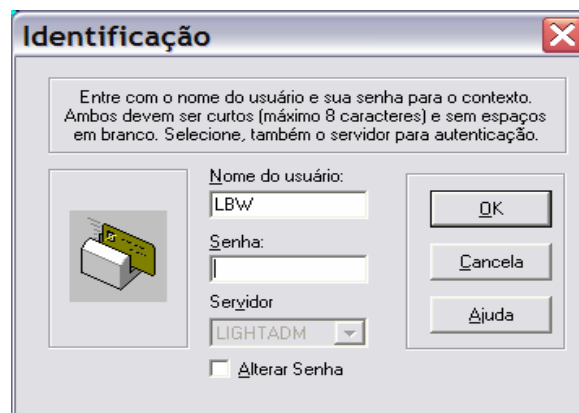 Identificação
Entre com o nome do usuário e sua senha para o contexto.
Ambos devem ser curtos (máximo 8 caracteres) e sem espaços
em branco. Selecione, também o servidor para autenticação.
Nome do usuário:
LBW
Senha:
Servidor
LIGHTADM
Alterar Senha
OK
Cancela
Ajuda